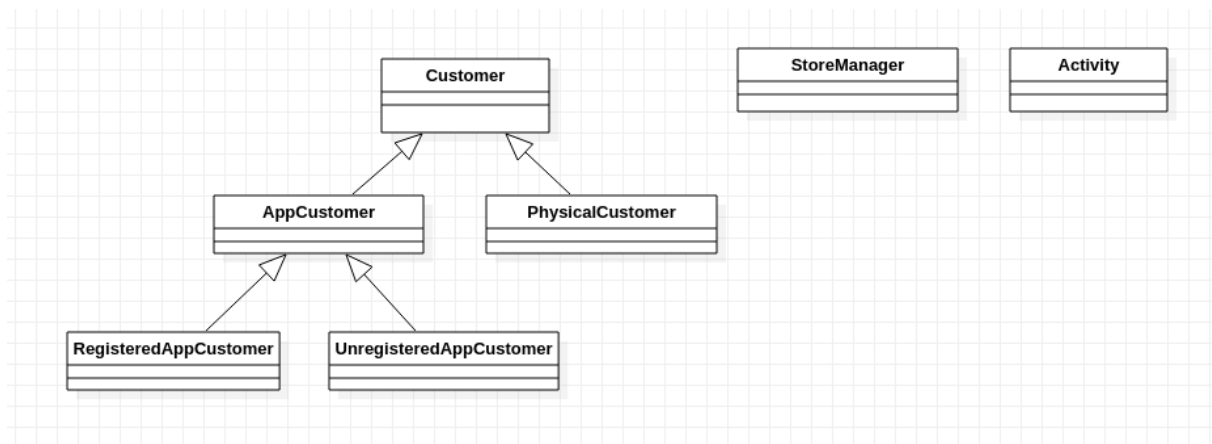 Customer
StoreManager
Activity
AppCustomer
PhysicalCustomer
RegisteredAppCustomer
UnregisteredAppCustomer